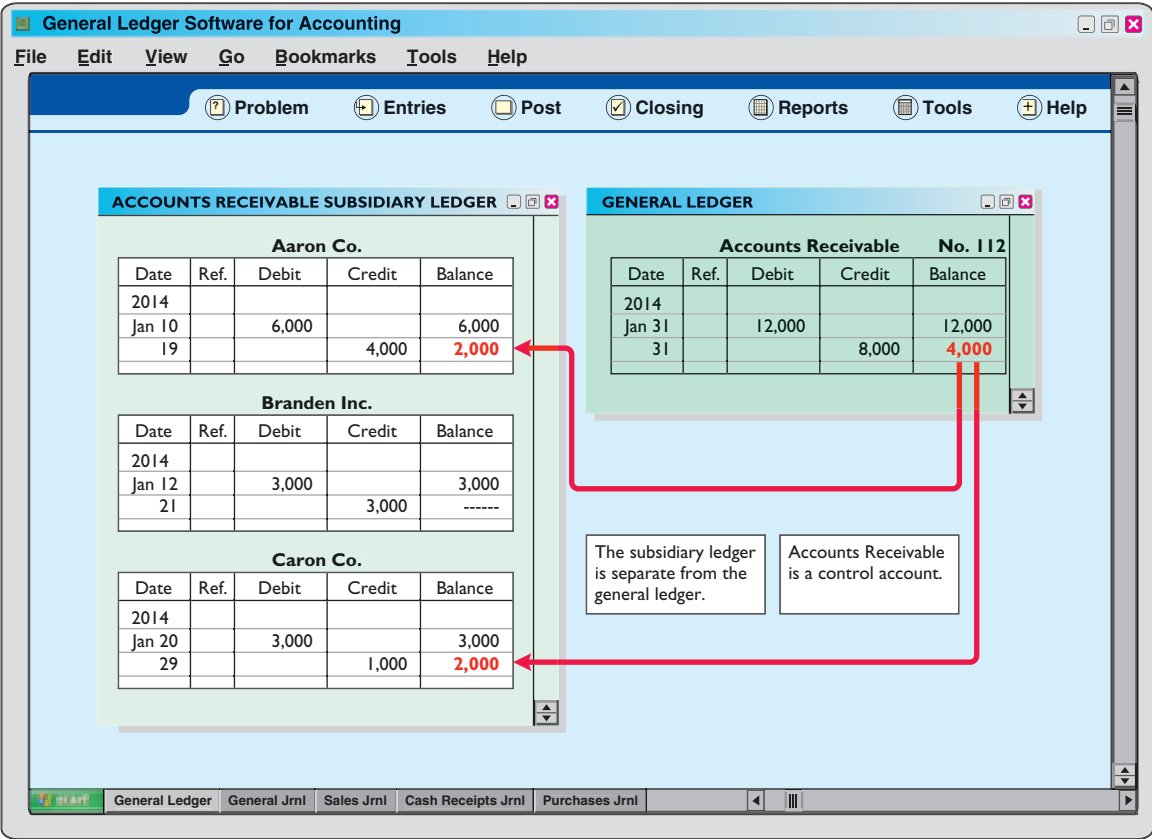 General Ledger Software for Accounting
File Edit View Go Bookmarks Tools Help
? Problem Entries Post Closing Reports Tools + Help
ACCOUNTS RECEIVABLE SUBSIDIARY LEDGER
Aaron Co.
Date Ref. Debit Credit Balance
2014
Jan 10 6,000 6,000
19 4,000 2,000
Branden Inc.
Date Ref. Debit Credit Balance
2014
Jan 12 3,000 3,000
21 3,000 ------
Caron Co.
Date Ref. Debit Credit Balance
2014
Jan 20 3,000 3,000
29 1,000 2,000
GENERAL LEDGER
Accounts Receivable No. 112
Date Ref. Debit Credit Balance
2014
Jan 31 12,000 12,000
31 8,000 4,000
The subsidiary ledger
is separate from the
general ledger.
Accounts Receivable
is a control account.
General Ledger General Jrnl Sales Jrnl Cash Receipts Jrnl Purchases Jrnl